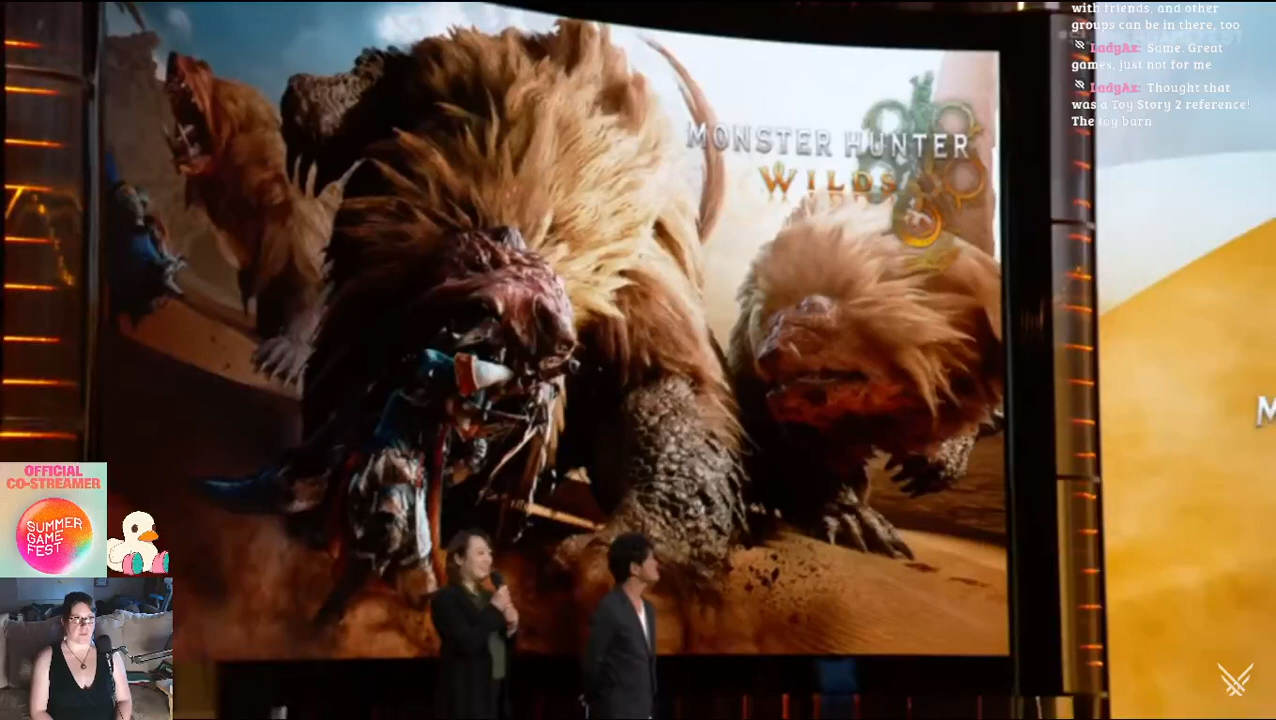 with friends, and other
groups can be in there, too
LadyAx: Same. Great
games, just not for me
LadyAx: Thought that
was a Toy Story 2 reference!
The toy barn
MONSTER HUNTER
WILDS
M
OFFICIAL
CO-STREAMER
SUMMER
GAME
FEST